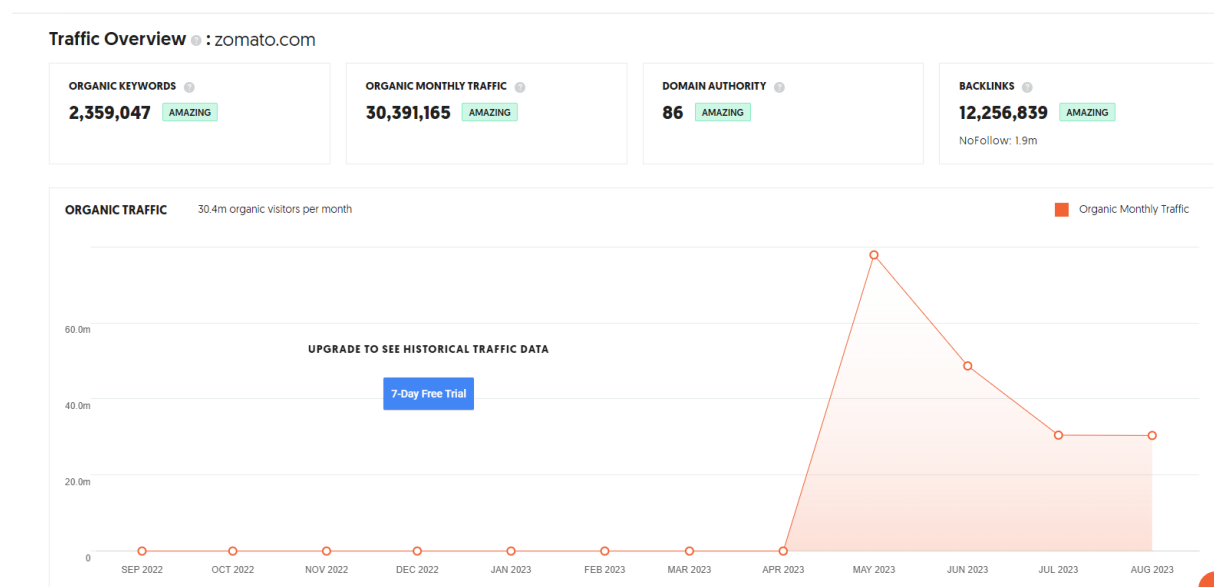 Traffic Overview ? : zomato.com
ORGANIC KEYWORDS ?
2,359,047 AMAZING
ORGANIC MONTHLY TRAFFIC ?
30,391,165 AMAZING
DOMAIN AUTHORITY ?
86 AMAZING
BACKLINKS ?
12,256,839 AMAZING
NoFollow: 1.9m
ORGANIC TRAFFIC 30.4m organic visitors per month
Organic Monthly Traffic
60.0m
UPGRADE TO SEE HISTORICAL TRAFFIC DATA
7-Day Free Trial
40.0m
20.0m
0
SEP 2022 OCT 2022 NOV 2022 DEC 2022 JAN 2023 FEB 2023 MAR 2023 APR 2023 MAY 2023 JUN 2023 JUL 2023 AUG 2023